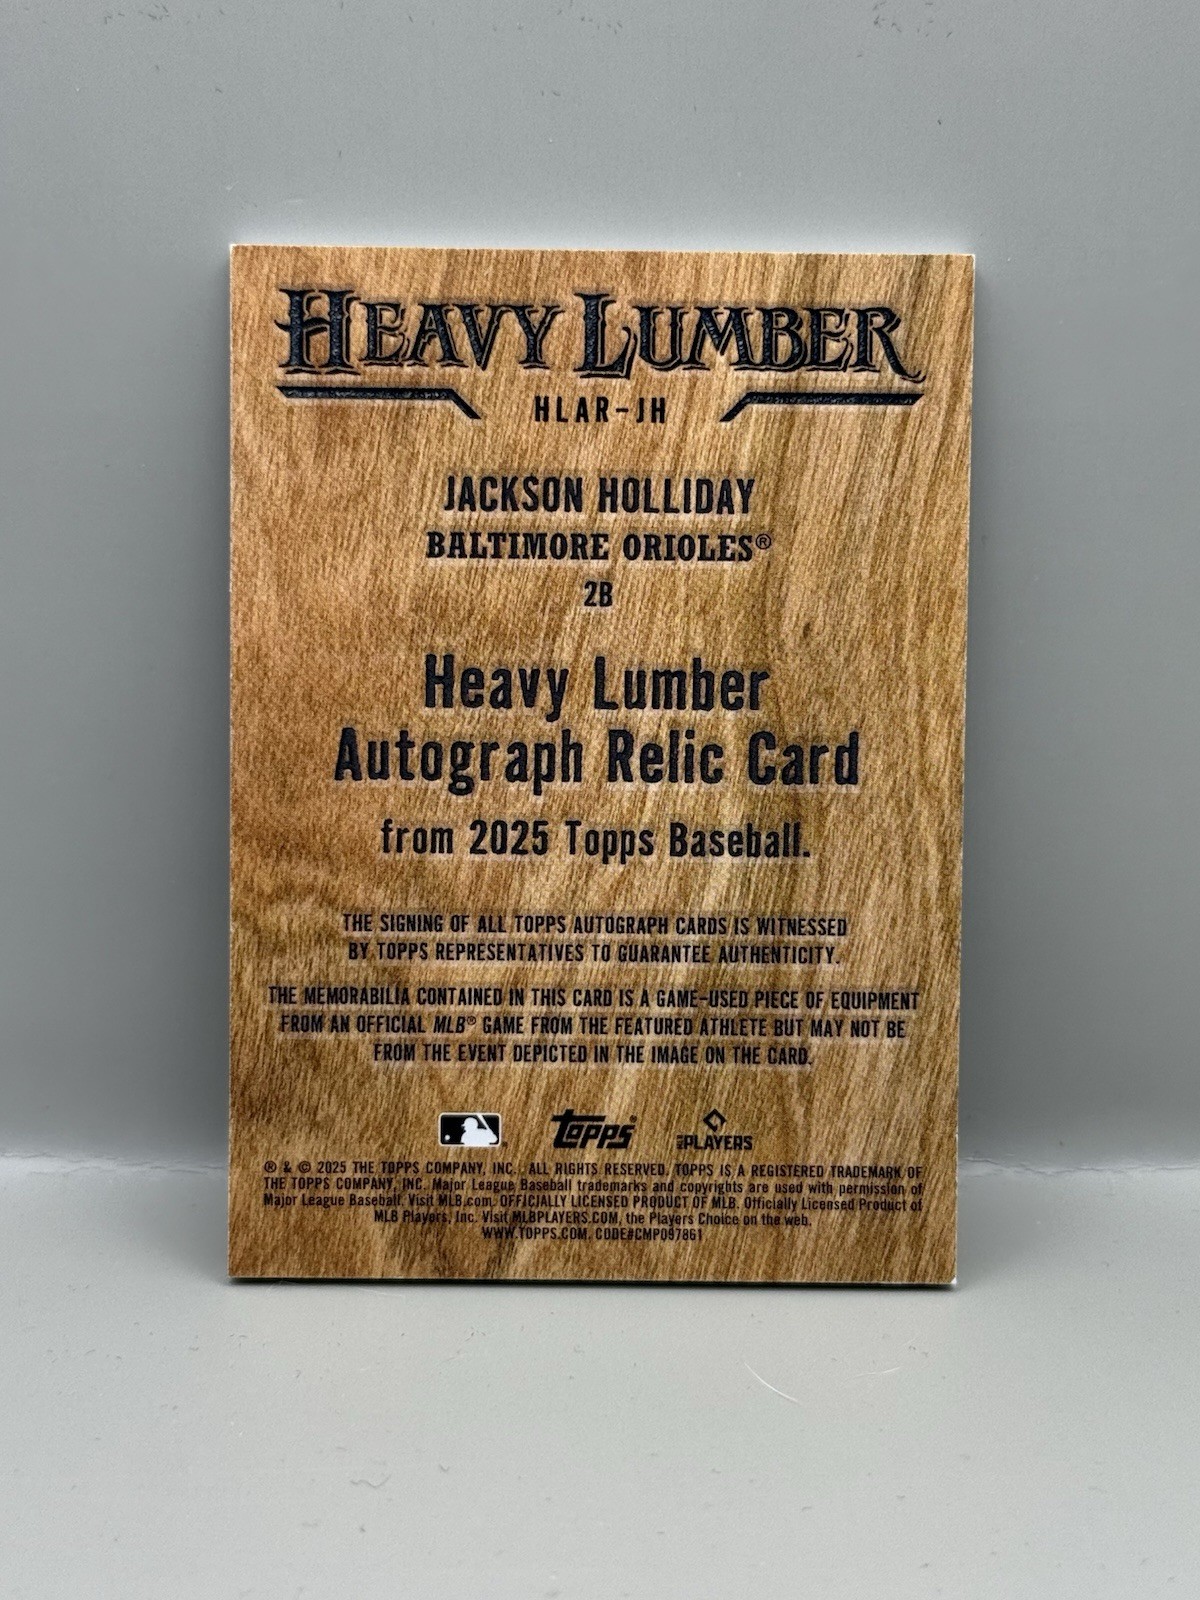 HEAVY LUMBER
HLAR-JH
JACKSON HOLLIDAY
BALTIMORE ORIOLES®
2B
Heavy Lumber
Autograph Relic Card
from 2025 Topps Baseball.
THE SIGNING OF ALL TOPPS AUTOGRAPH CARDS IS WITNESSED
BY TOPPS REPRESENTATIVES TO GUARANTEE AUTHENTICITY.
THE MEMORABILIA CONTAINED IN THIS CARD IS A GAME-USED PIECE OF EQUIPMENT
FROM AN OFFICIAL MLB® GAME FROM THE FEATURED ATHLETE BUT MAY NOT BE
FROM THE EVENT DEPICTED IN THE IMAGE ON THE CARD.
Topps® MLB PLAYERS
® & © 2025 THE TOPPS COMPANY, INC. ALL RIGHTS RESERVED. TOPPS IS A REGISTERED TRADEMARK OF
THE TOPPS COMPANY, INC. Major League Baseball trademarks and copyrights are used with permission of
Major League Baseball. Visit MLB.com. OFFICIALLY LICENSED PRODUCT OF MLB. Officially Licensed Product of
MLB Players, Inc. Visit MLBPLAYERS.COM, the Players Choice on the web.
WWW.TOPPS.COM. CODE#CMP097861